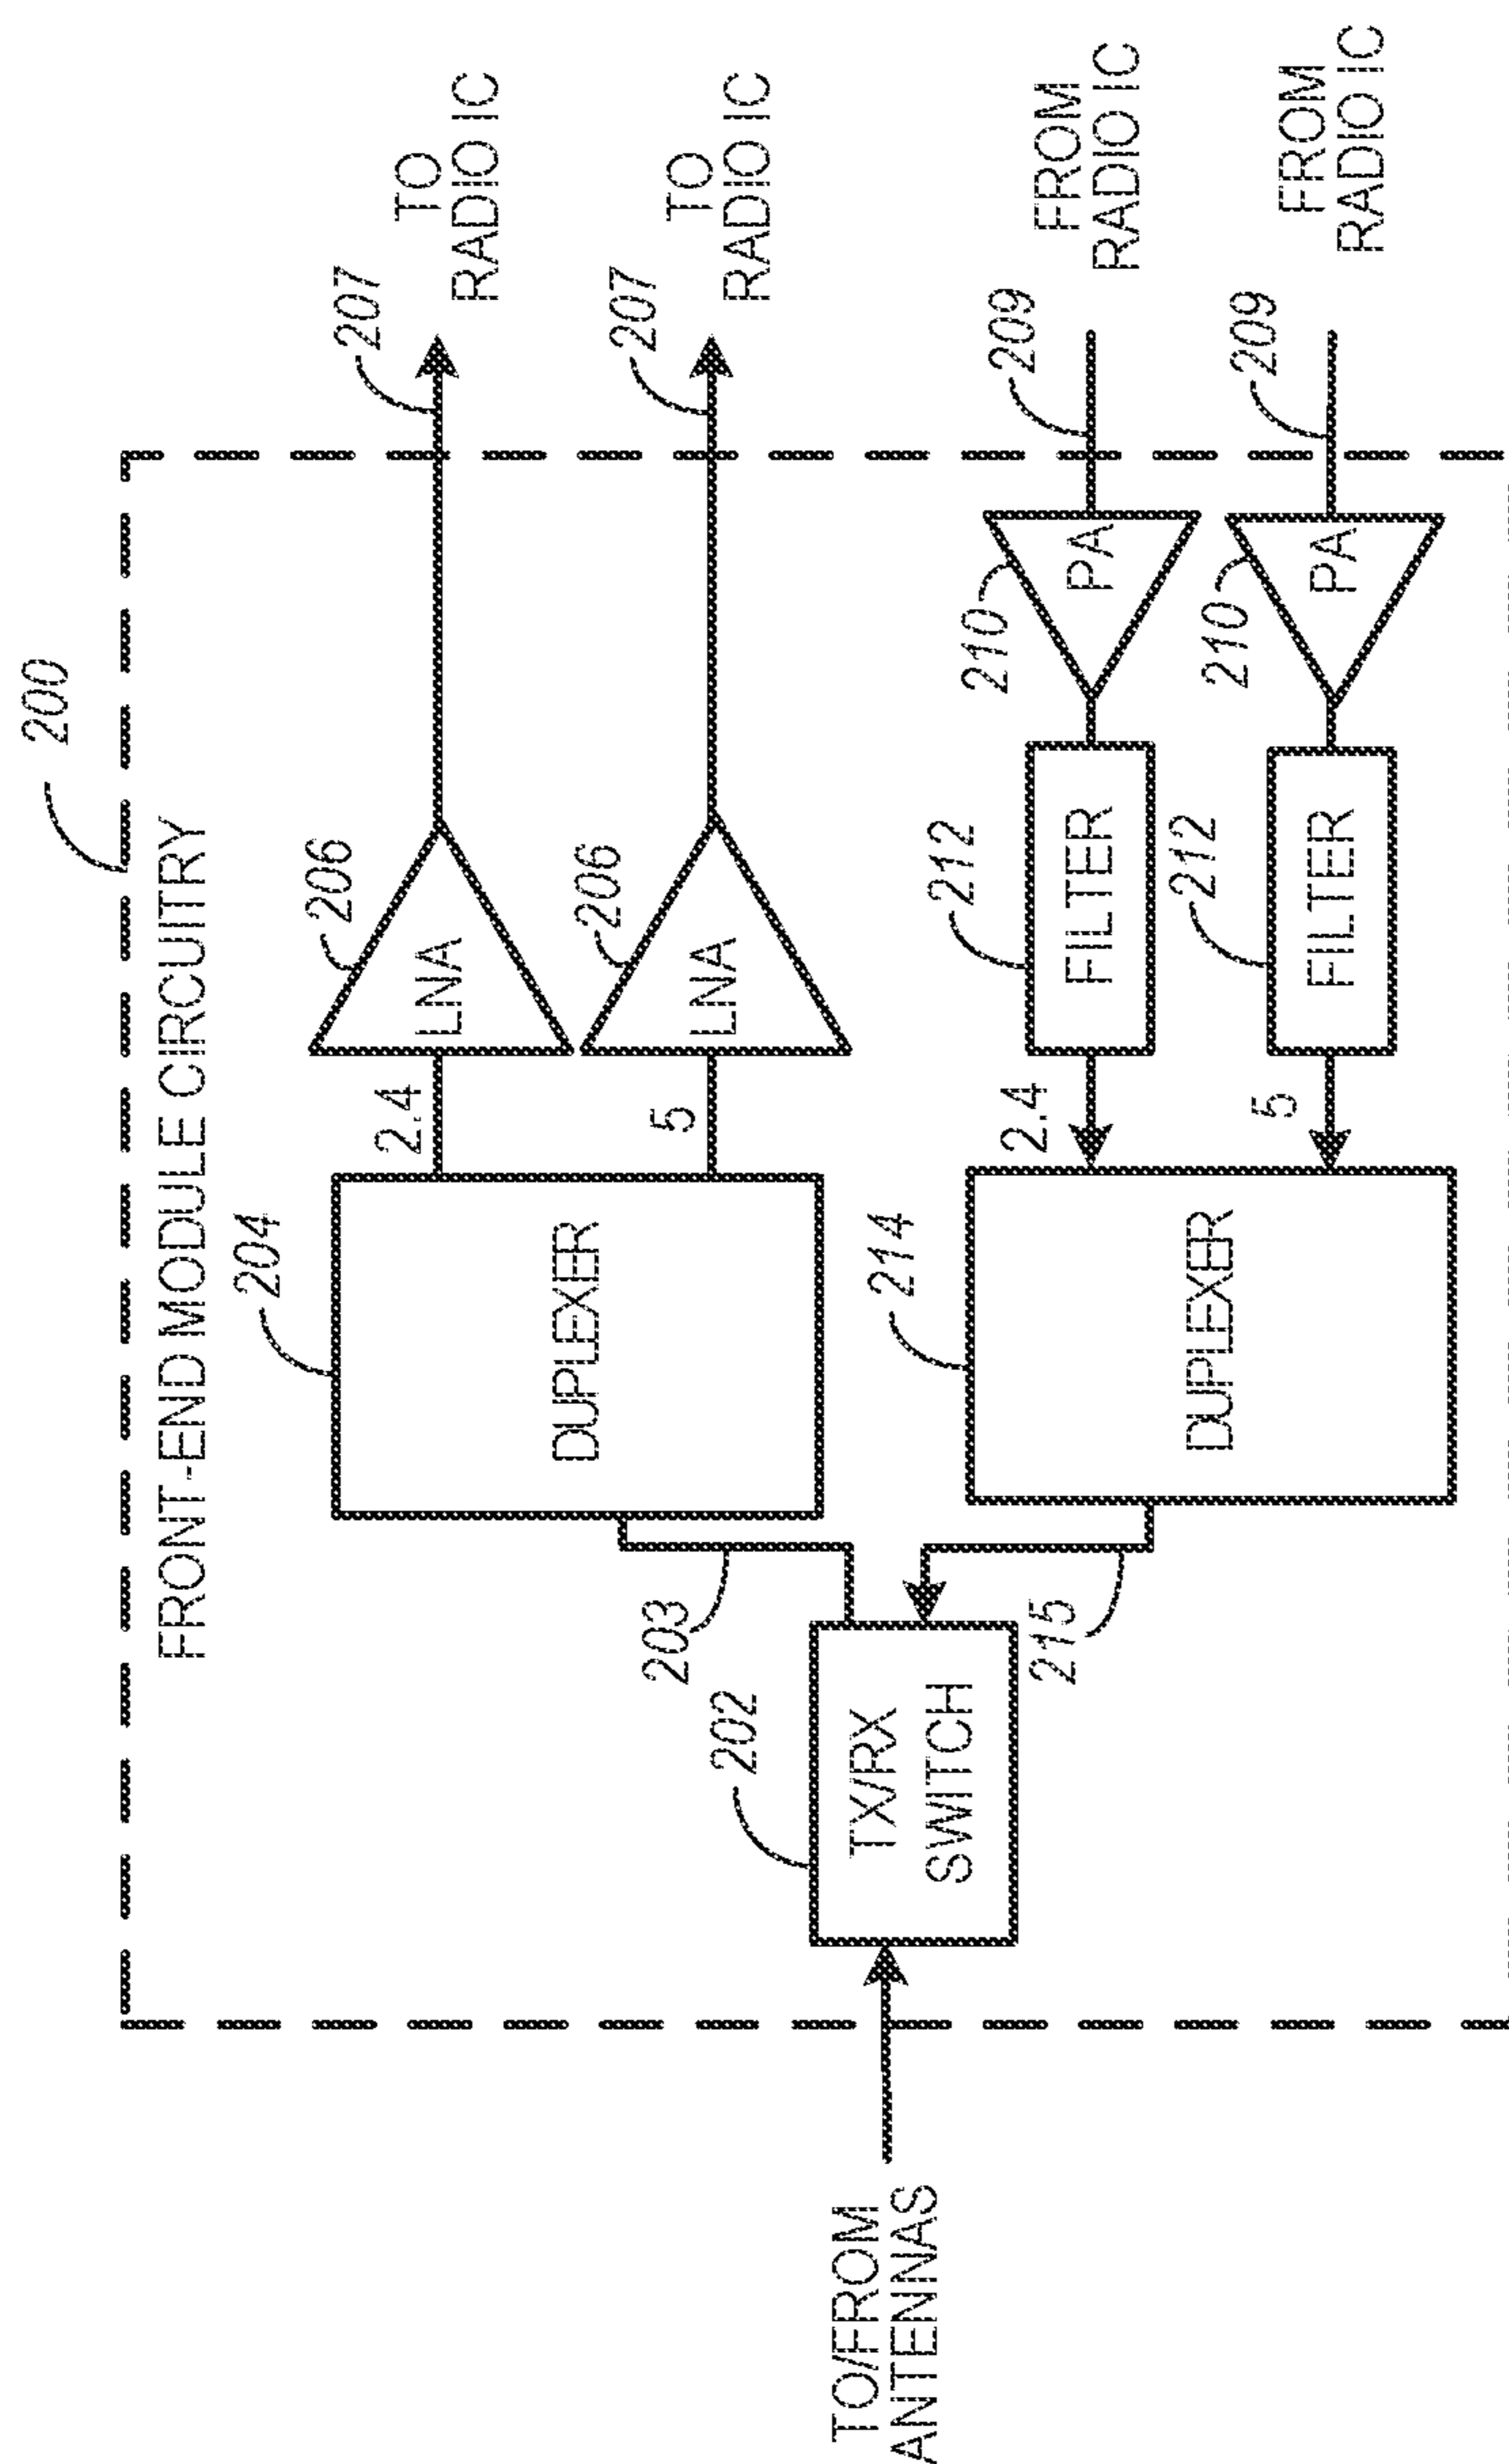 200
FRONT-END MODULE CIRCUITRY
204
206
207
TO
RADIO IC
2.4
LNA
DUPLEXER
206
207
TO
RADIO IC
5
LNA
203
202
TX/RX
SWITCH
TO/FROM
ANTENNAS
215
214
DUPLEXER
2.4
212
FILTER
210
PA
209
FROM
RADIO IC
5
212
FILTER
210
PA
209
FROM
RADIO IC